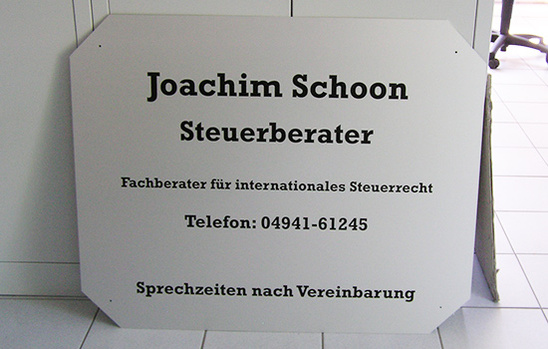 Joachim Schoon
Steuerberater
Fachberater für internationales Steuerrecht
Telefon: 04941-61245
Sprechzeiten nach Vereinbarung